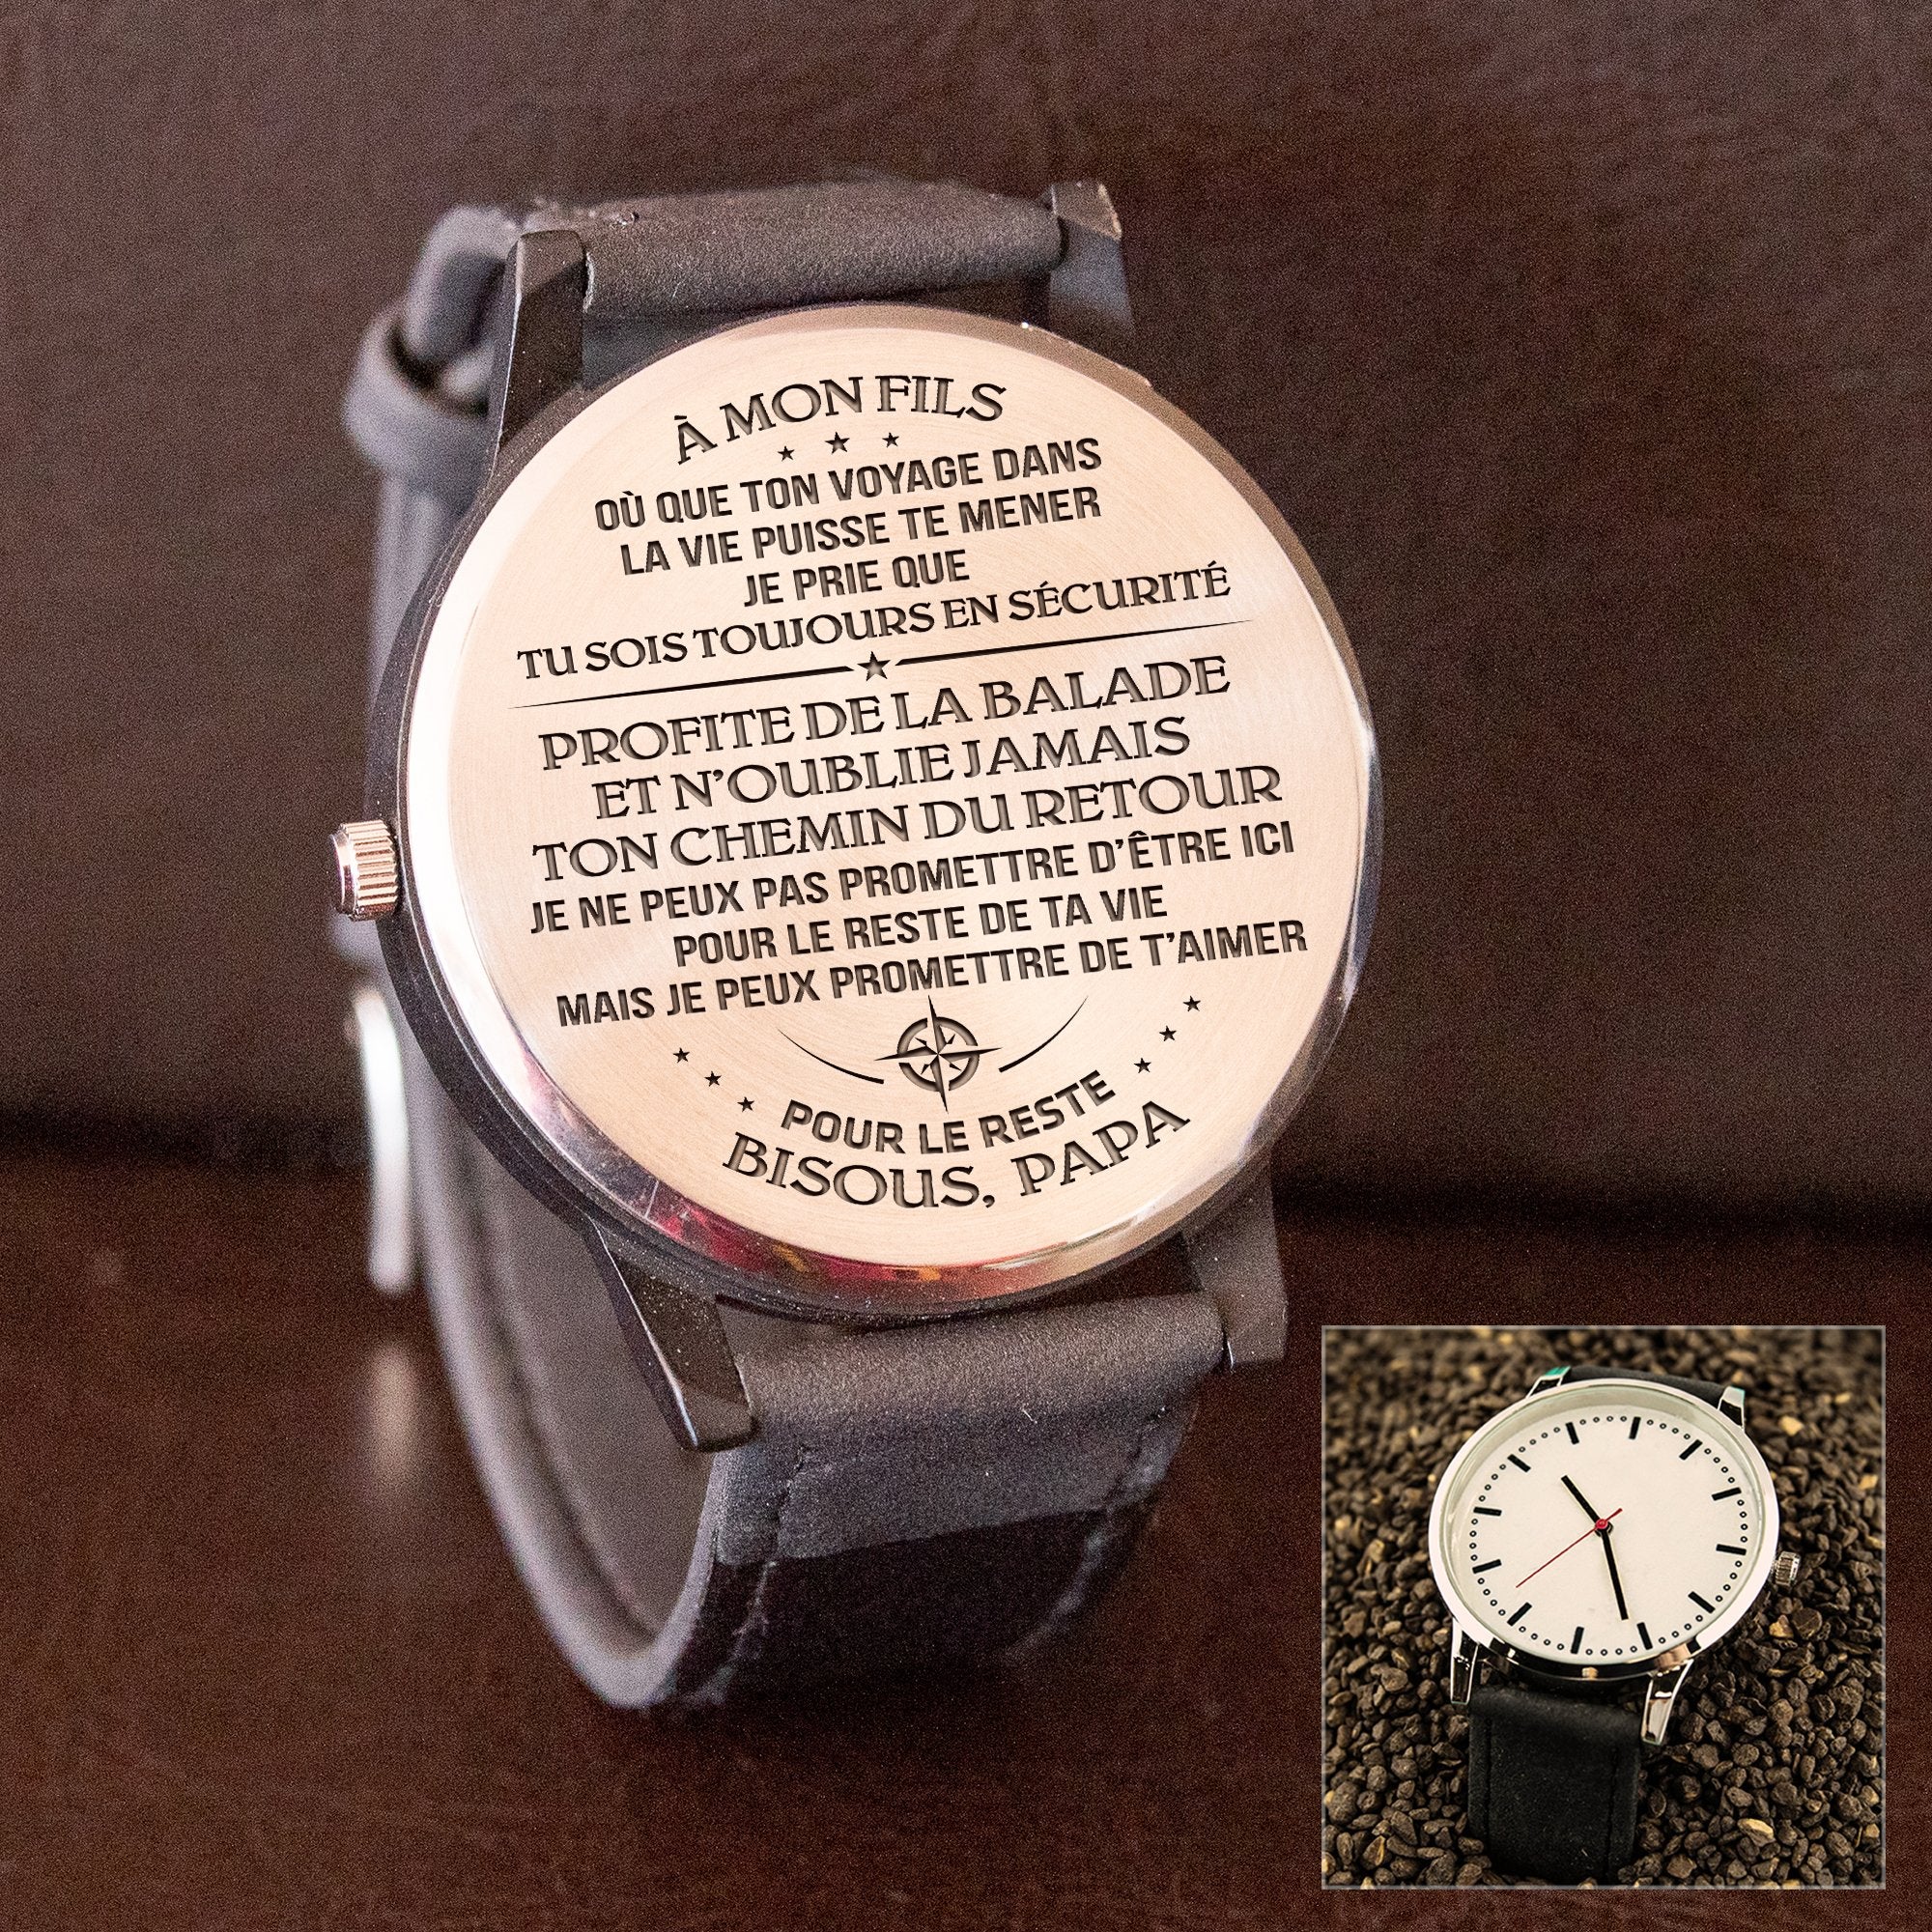 À MON FILS
OÙ QUE TON VOYAGE DANS
LA VIE PUISSE TE MENER
JE PRIE QUE
TU SOIS TOUJOURS EN SÉCURITÉ
PROFITE DE LA BALADE
ET N'OUBLIE JAMAIS
TON CHEMIN DU RETOUR
JE NE PEUX PAS PROMETTRE D'ÊTRE ICI
POUR LE RESTE DE TA VIE
MAIS JE PEUX PROMETTRE DE T'AIMER
POUR LE RESTE
BISOUS, PAPA